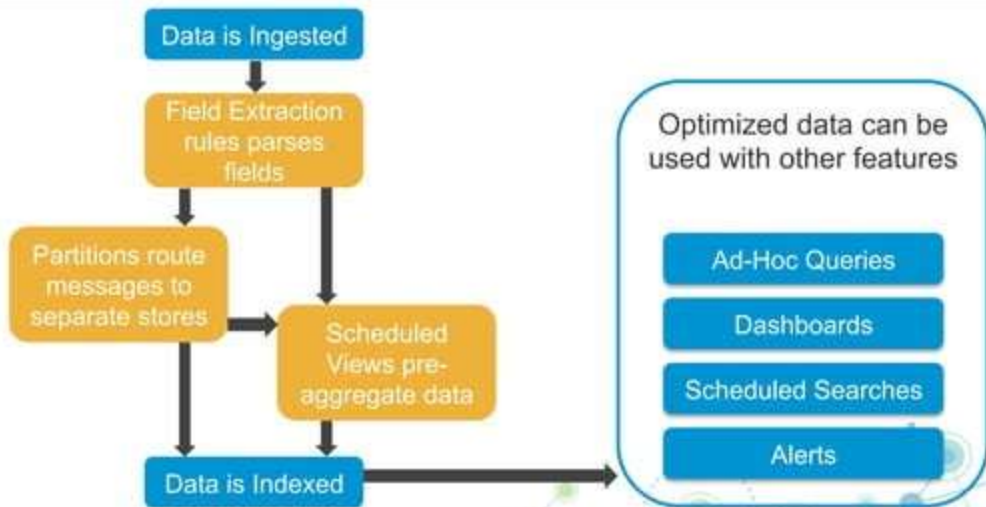 Data is Ingested
Field Extraction
rules parses
fields
Partitions route
messages to
separate stores
Scheduled
Views pre-
aggregate data
Data is Indexed
Optimized data can be
used with other features
Ad-Hoc Queries
Dashboards
Scheduled Searches
Alerts